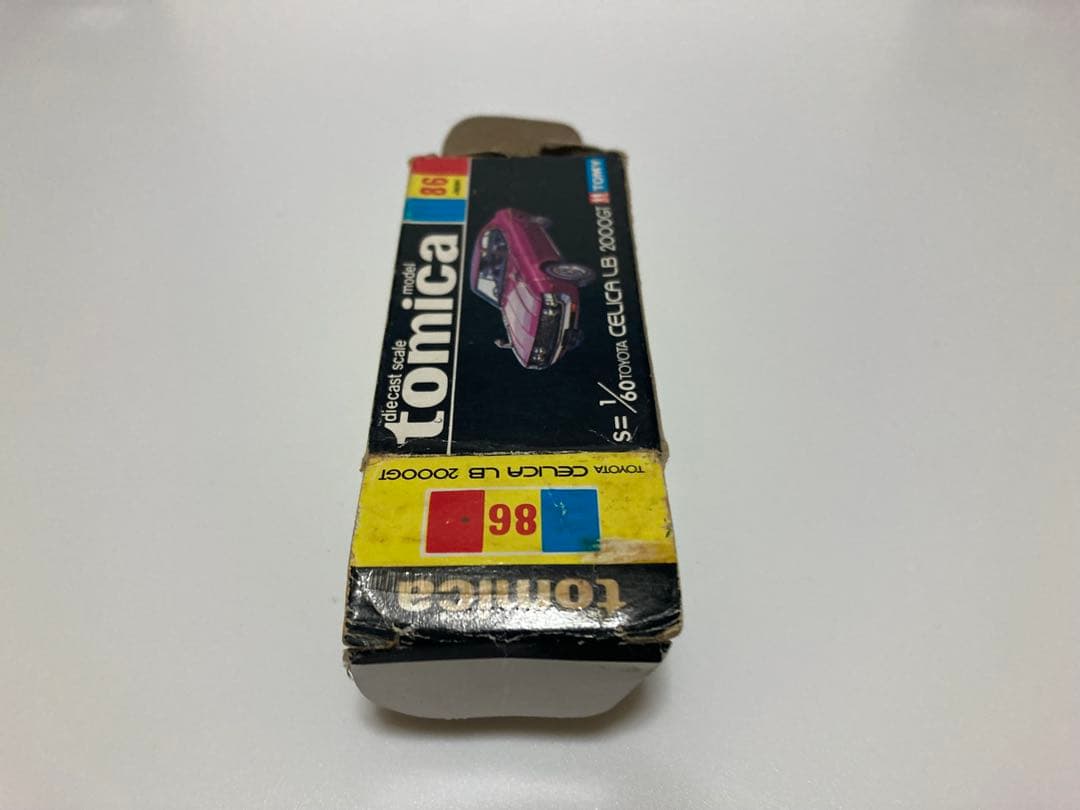 86
diecast scale model
tomica
TOMY
S=1/60 TOYOTA CELICA LB 2000GT
TOYOTA CELICA LB 2000GT
86
tomica